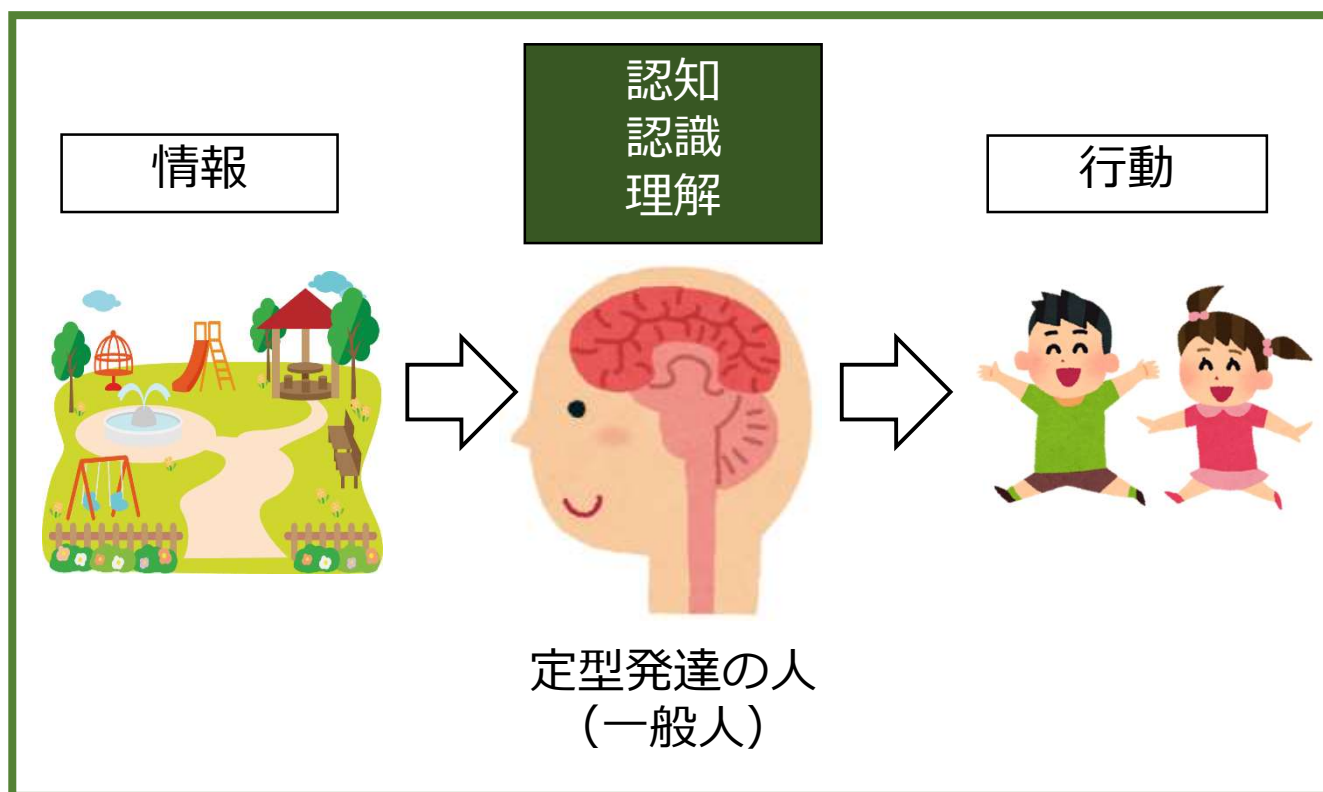 情報
認知
認識
理解
行動
定型発達の人
（一般人）